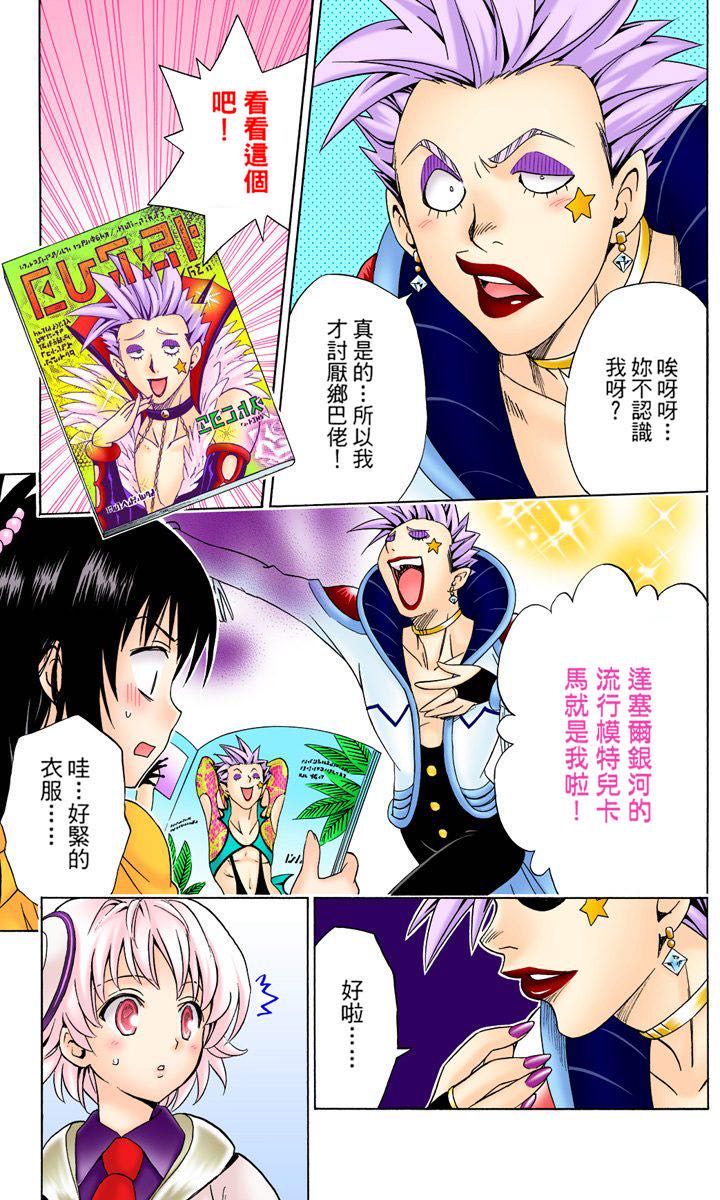 唉呀呀…
妳不認識
我呀?
真是的…所以我
才討厭鄉巴佬!
看看這個
吧!
達塞爾銀河的
流行模特兒卡
馬就是我啦!
哇…好緊的
衣服……
好啦……